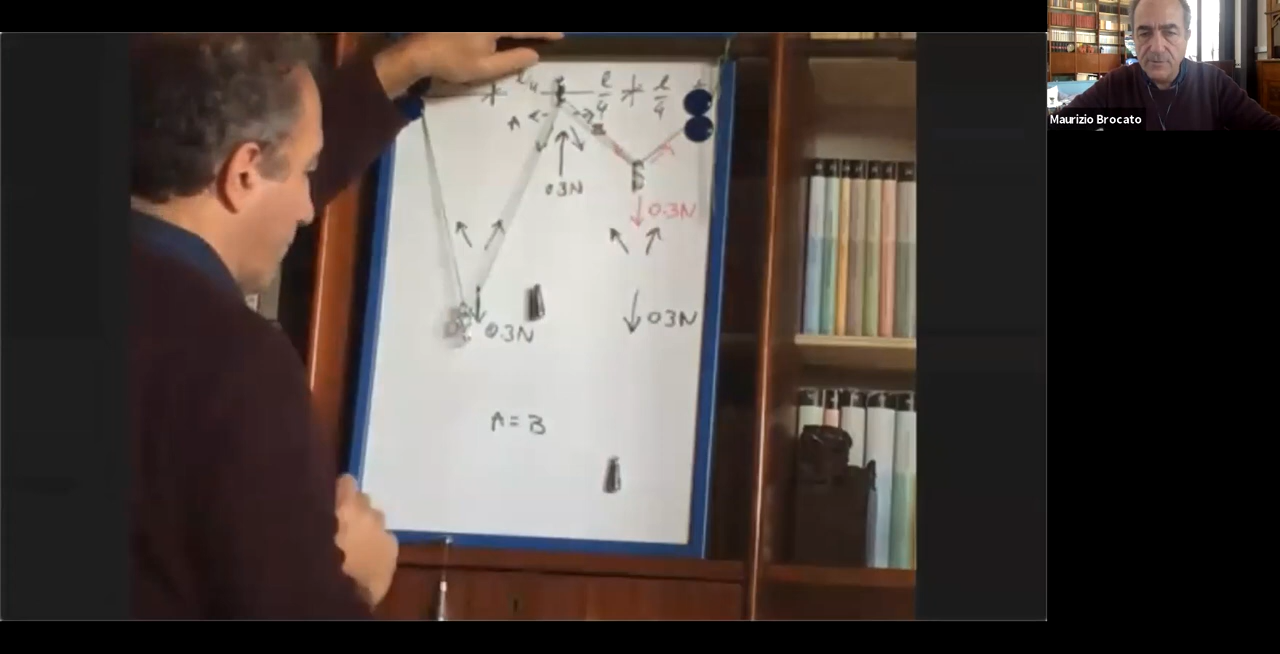 Maurizio Brocato
l/4 l/4 l/4
A
0.3N
0.3N
0.3N
0.3N
A = B